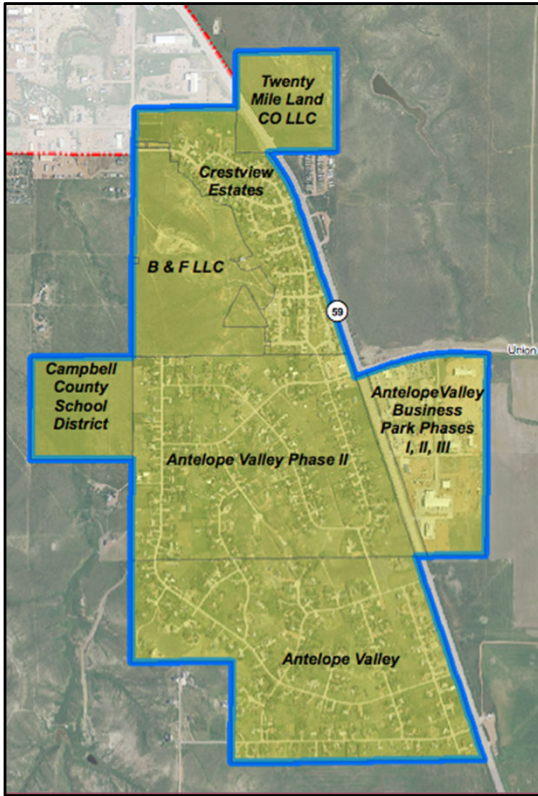 Twenty
Mile Land
CO LLC
Crestview
Estates
B & F LLC
59
Union
Campbell
County
School
District
AntelopeValley
Business
Park Phases
I, II, III
Antelope Valley Phase II
Antelope Valley